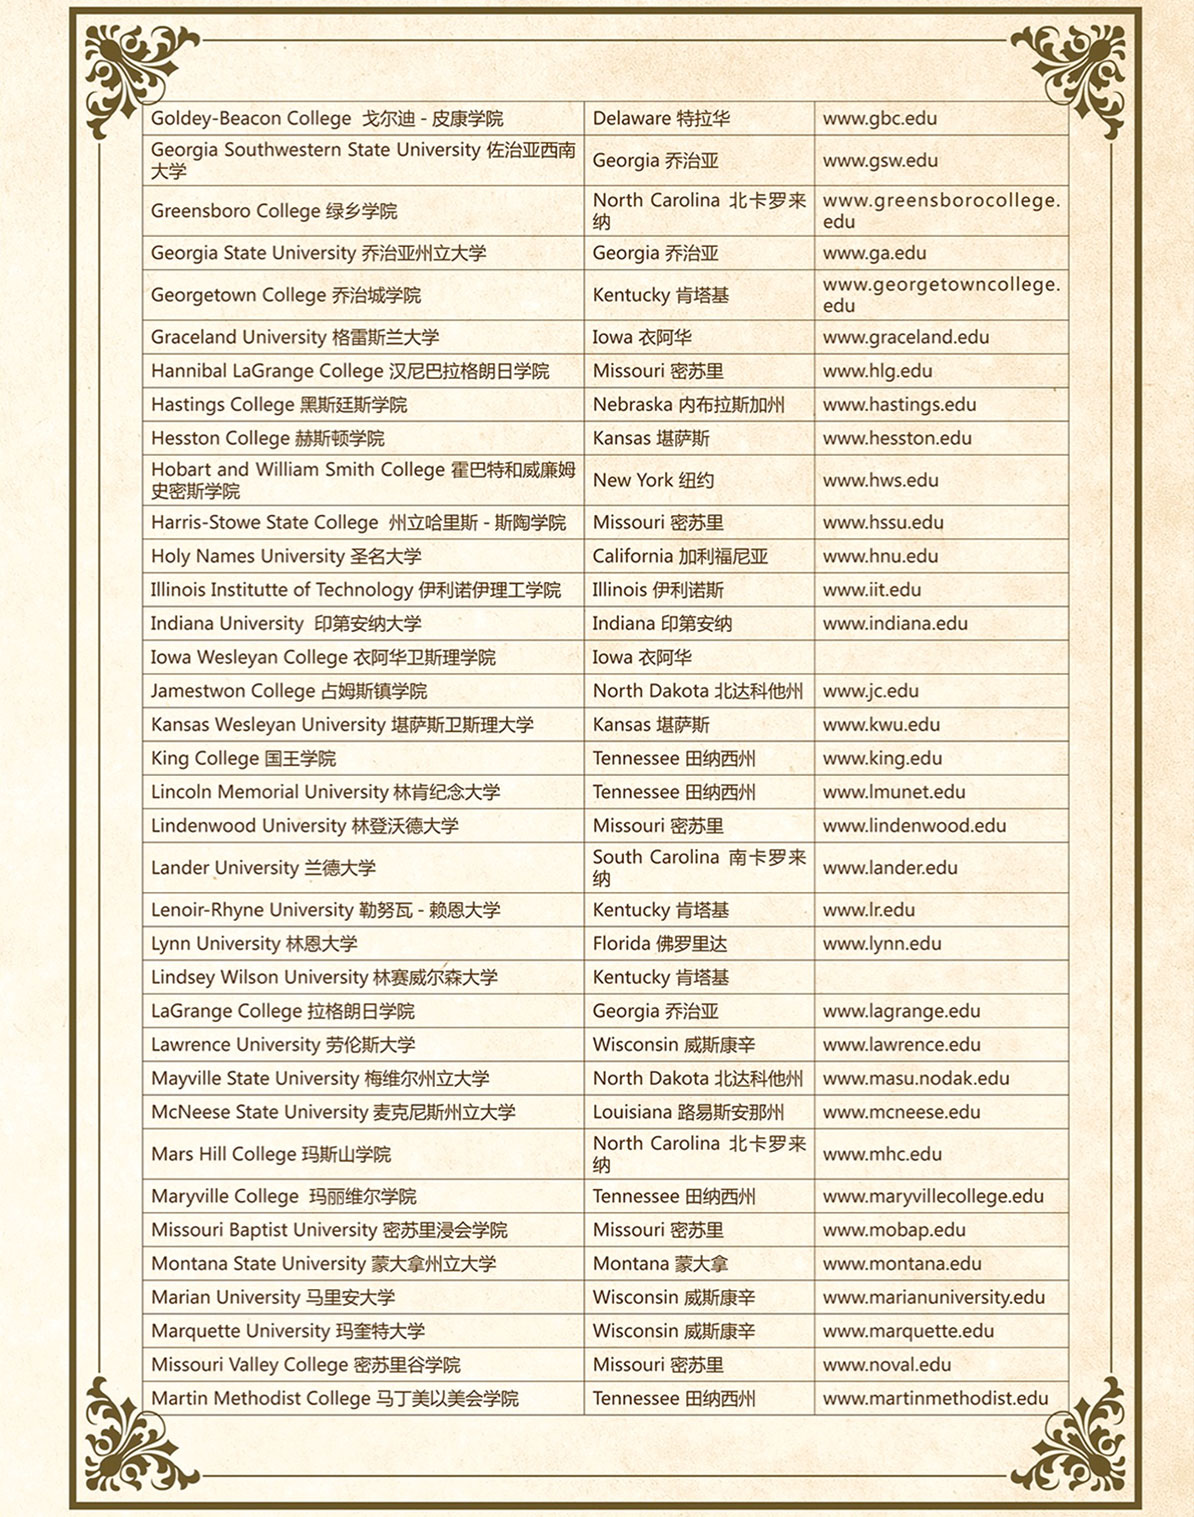 Goldey-Beacon College 戈尔迪 - 皮康学院 Delaware 特拉华 www.gbc.edu
Georgia Southwestern State University 佐治亚西南
大学 Georgia 乔治亚 www.gsw.edu
Greensboro College 绿乡学院 North Carolina 北卡罗来 www.greensborocollege.
纳 edu
Georgia State University 乔治亚州立大学 Georgia 乔治亚 www.ga.edu
Georgetown College 乔治城学院 Kentucky 肯塔基 www.georgetowncollege.
edu
Graceland University 格雷斯兰大学 Iowa 衣阿华 www.graceland.edu
Hannibal LaGrange College 汉尼巴拉格朗日学院 Missouri 密苏里 www.hlg.edu
Hastings College 黑斯廷斯学院 Nebraska 内布拉斯加州 www.hastings.edu
Hesston College 赫斯顿学院 Kansas 堪萨斯 www.hesston.edu
Hobart and William Smith College 霍巴特和威廉姆
史密斯学院 New York 纽约 www.hws.edu
Harris-Stowe State College 州立哈里斯 - 斯陶学院 Missouri 密苏里 www.hssu.edu
Holy Names University 圣名大学 California 加利福尼亚 www.hnu.edu
Illinois Institutte of Technology 伊利诺伊理工学院 Illinois 伊利诺斯 www.iit.edu
Indiana University 印第安纳大学 Indiana 印第安纳 www.indiana.edu
Iowa Wesleyan College 衣阿华卫斯理学院 Iowa 衣阿华
Jamestwon College 占姆斯镇学院 North Dakota 北达科他州 www.jc.edu
Kansas Wesleyan University 堪萨斯卫斯理大学 Kansas 堪萨斯 www.kwu.edu
King College 国王学院 Tennessee 田纳西州 www.king.edu
Lincoln Memorial University 林肯纪念大学 Tennessee 田纳西州 www.lmunet.edu
Lindenwood University 林登沃德大学 Missouri 密苏里 www.lindenwood.edu
Lander University 兰德大学 South Carolina 南卡罗来 www.lander.edu
纳
Lenoir-Rhyne University 勒努瓦 - 赖恩大学 Kentucky 肯塔基 www.lr.edu
Lynn University 林恩大学 Florida 佛罗里达 www.lynn.edu
Lindsey Wilson University 林赛威尔森大学 Kentucky 肯塔基
LaGrange College 拉格朗日学院 Georgia 乔治亚 www.lagrange.edu
Lawrence University 劳伦斯大学 Wisconsin 威斯康辛 www.lawrence.edu
Mayville State University 梅维尔州立大学 North Dakota 北达科他州 www.masu.nodak.edu
McNeese State University 麦克尼斯州立大学 Louisiana 路易斯安那州 www.mcneese.edu
Mars Hill College 玛斯山学院 North Carolina 北卡罗来 www.mhc.edu
纳
Maryville College 玛丽维尔学院 Tennessee 田纳西州 www.maryvillecollege.edu
Missouri Baptist University 密苏里浸会学院 Missouri 密苏里 www.mobap.edu
Montana State University 蒙大拿州立大学 Montana 蒙大拿 www.montana.edu
Marian University 马里安大学 Wisconsin 威斯康辛 www.marianuniversity.edu
Marquette University 玛奎特大学 Wisconsin 威斯康辛 www.marquette.edu
Missouri Valley College 密苏里谷学院 Missouri 密苏里 www.noval.edu
Martin Methodist College 马丁美以美会学院 Tennessee 田纳西州 www.martinmethodist.edu